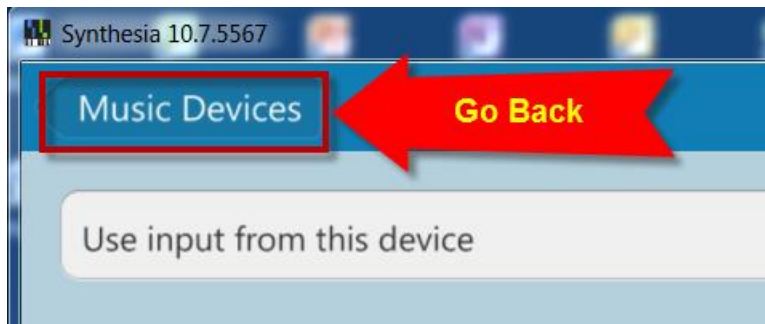 Synthesia 10.7.5567
Music Devices
Go Back
Use input from this device